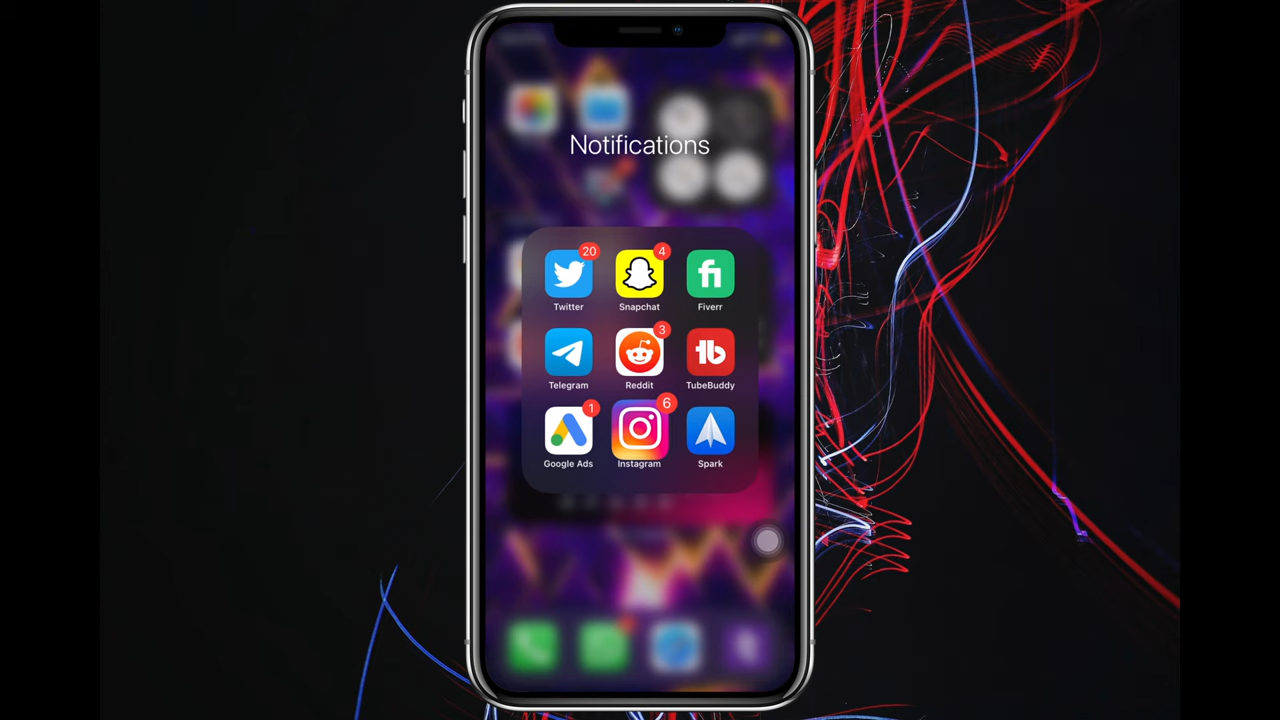 Notifications
20 4
Twitter Snapchat Fiverr
3
Telegram Reddit TubeBuddy
1 6
Google Ads Instagram Spark